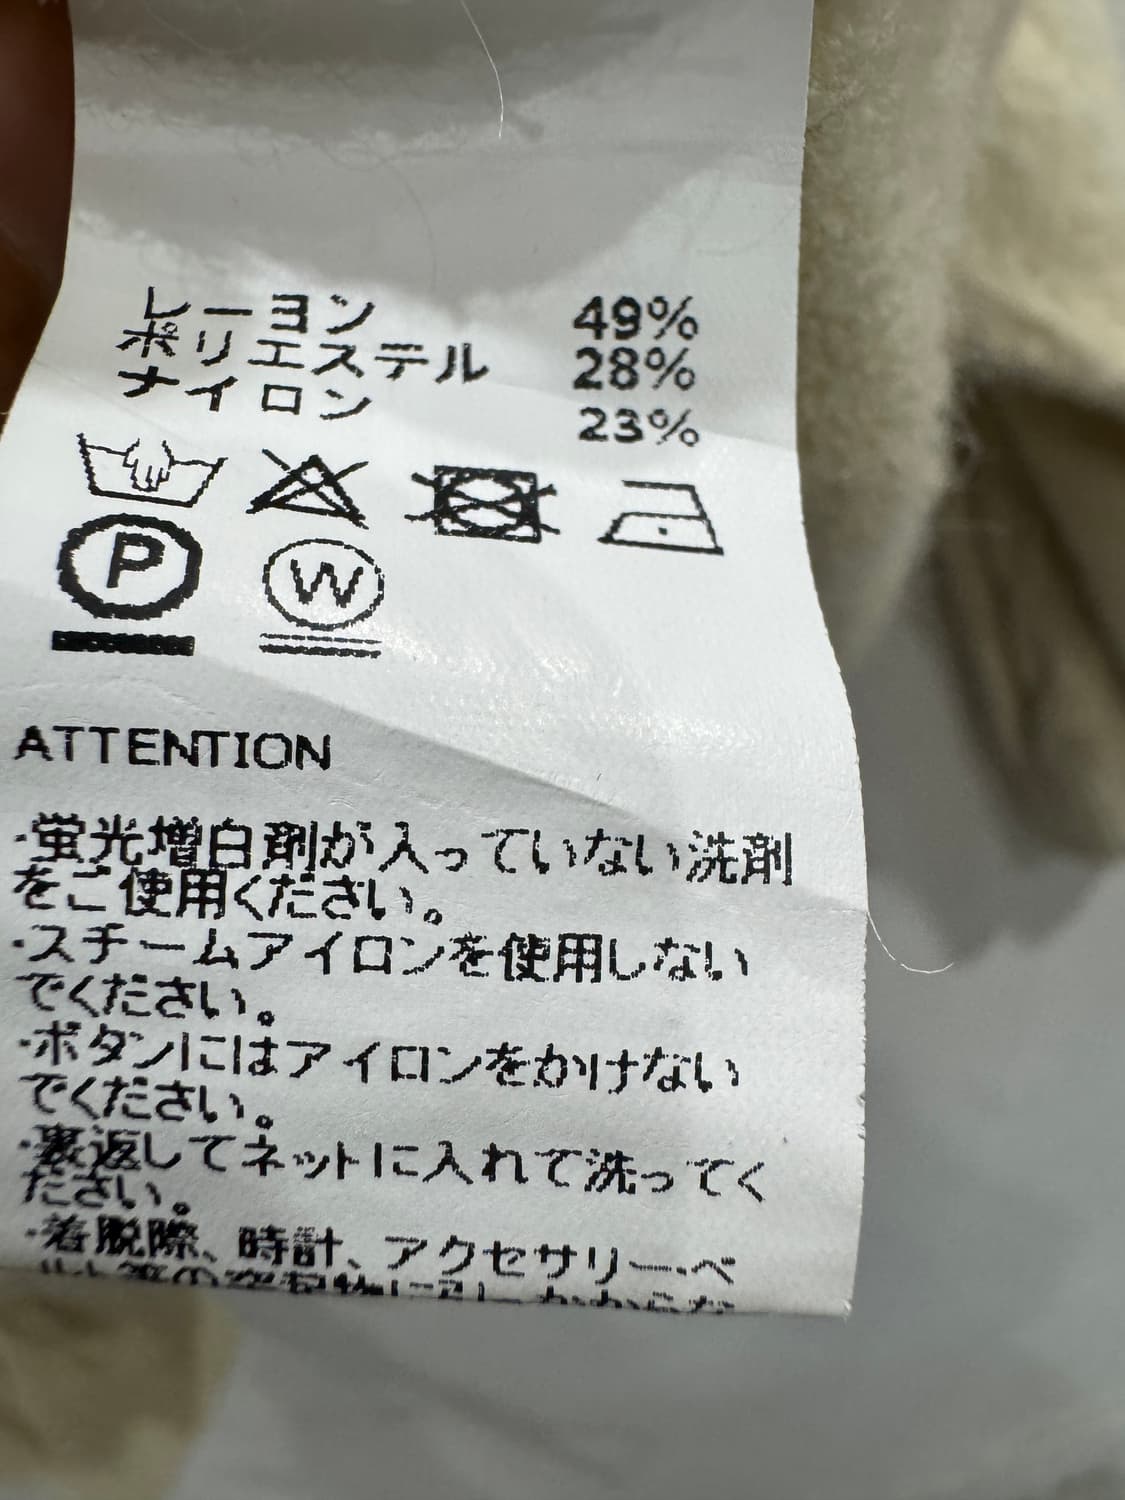 レーヨン 49%
ポリエステル 28%
ナイロン 23%
P W
ATTENTION
・蛍光増白剤が入っていない洗剤
をご使用ください。
・スチームアイロンを使用しない
でください。
・ボタンにはアイロンをかけない
でください。
・裏返してネットに入れて洗ってく
ださい。
・着脱際、時計、アクセサリー・ベ